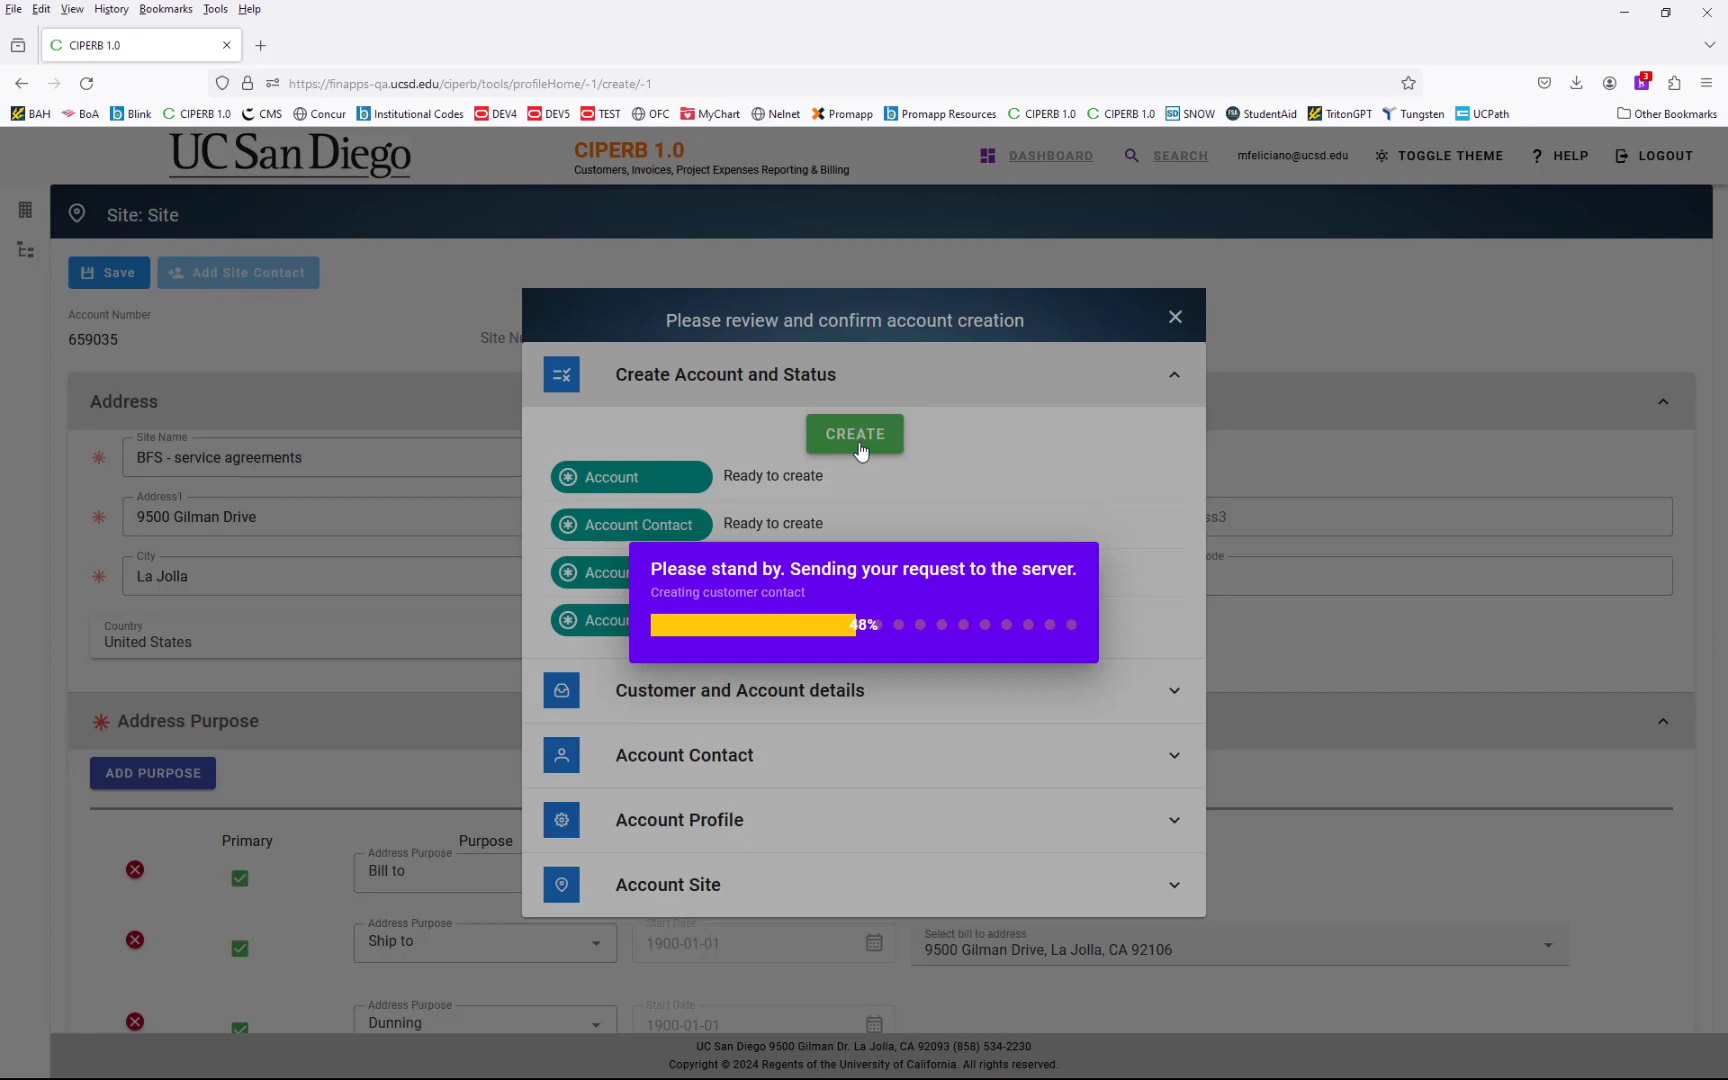 File Edit View History Bookmarks Tools Help
CIPERB 1.0
https://finapps-qa.ucsd.edu/ciperb/tools/profileHome/-1/create/-1
3
BAH BoA Blink CIPERB 1.0 CMS Concur Institutional Codes DEV4 DEV5 TEST OFC MyChart Nelnet Promapp Promapp Resources CIPERB 1.0 CIPERB 1.0 SNOW StudentAid TritonGPT Tungsten UCPath Other Bookmarks
UC San Diego
CIPERB 1.0
Customers, Invoices, Project Expenses Reporting & Billing
DASHBOARD SEARCH mfeliciano@ucsd.edu TOGGLE THEME ? HELP LOGOUT
Site: Site
Save Add Site Contact
Account Number
659035
Site Nu
Please review and confirm account creation
Create Account and Status
CREATE
Account Ready to create
Account Contact Ready to create
Accou
Accou
Please stand by. Sending your request to the server.
Creating customer contact
48%
Customer and Account details
Account Contact
Account Profile
Account Site
Address
Site Name
BFS - service agreements
Address1
9500 Gilman Drive
ss3
City
La Jolla
ode
Country
United States
Address Purpose
ADD PURPOSE
Primary Purpose
Address Purpose
Bill to
Address Purpose
Ship to
Start Date
1900-01-01
Select bill to address
9500 Gilman Drive, La Jolla, CA 92106
Address Purpose
Dunning
Start Date
1900-01-01
UC San Diego 9500 Gilman Dr. La Jolla, CA 92093 (858) 534-2230
Copyright © 2024 Regents of the University of California. All rights reserved.